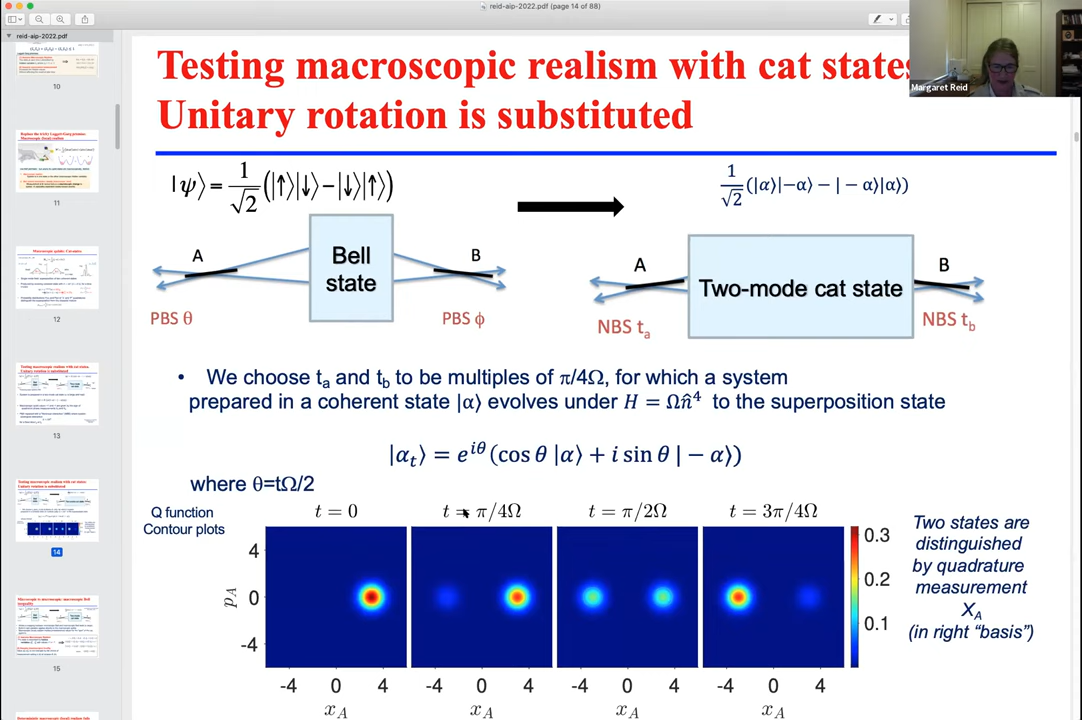 reid-aip-2022.pdf (page 14 of 88)
reid-aip-2022.pdf
Margaret Reid
10
11
12
13
14
15
Testing macroscopic realism with cat states
Unitary rotation is substituted
|ψ⟩ = 1/√2 (|↑⟩|↓⟩−|↓⟩|↑⟩)
1/√2 (|α⟩|−α⟩ − | − α⟩|α⟩)
A
Bell
state
B
PBS θ
PBS ϕ
A
Two-mode cat state
B
NBS tₐ
NBS t_b
• We choose tₐ and t_b to be multiples of π/4Ω, for which a system
prepared in a coherent state |α⟩ evolves under H = Ωn̂⁴ to the superposition state
|αₜ⟩ = e^{iθ} (cos θ |α⟩ + i sin θ | − α⟩)
where θ=tΩ/2
Q function
Contour plots
t = 0
t = π/4Ω
t = π/2Ω
t = 3π/4Ω
p_A
4
0
-4
-4 0 4
-4 0 4
-4 0 4
-4 0 4
x_A
x_A
x_A
x_A
0.3
0.2
0.1
Two states are
distinguished
by quadrature
measurement
X_A
(in right “basis”)